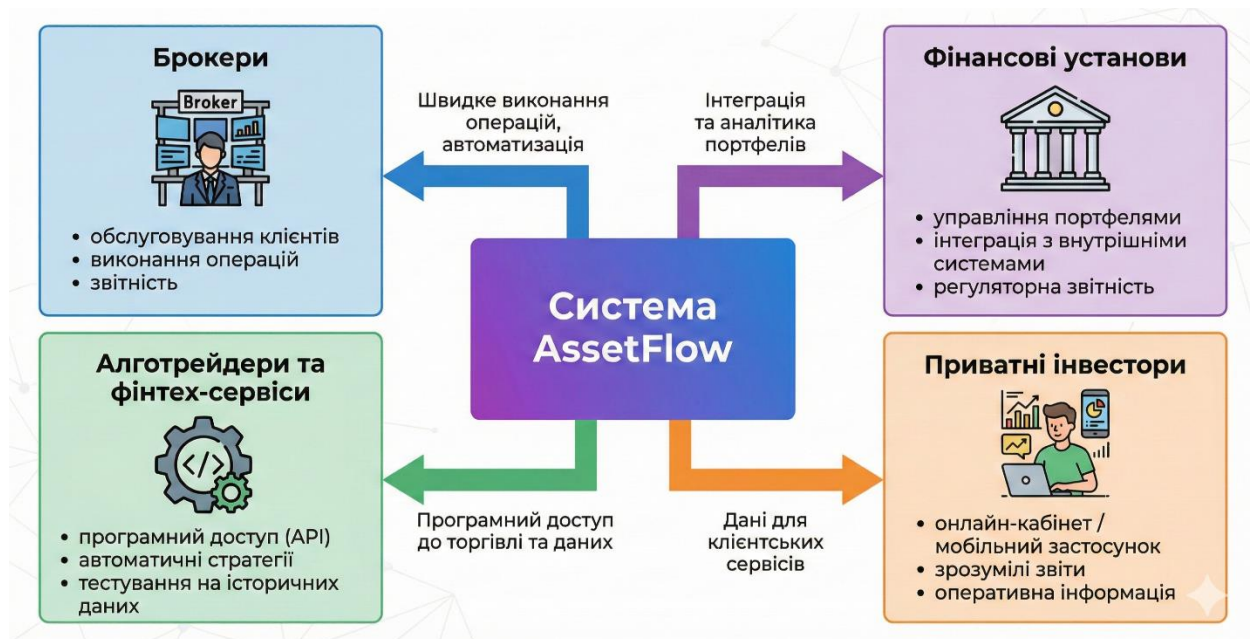 Брокери
Broker
• обслуговування клієнтів
• виконання операцій
• звітність
Швидке виконання
операцій,
автоматизація
Інтеграція
та аналітика
портфелів
Фінансові установи
• управління портфелями
• інтеграція з внутрішніми
системами
• регуляторна звітність
Система
AssetFlow
Алготрейдери та
фінтех-сервіси
</>
• програмний доступ (API)
• автоматичні стратегії
• тестування на історичних
даних
Програмний доступ
до торгівлі та даних
Дані для
клієнтських
сервісів
Приватні інвестори
• онлайн-кабінет /
мобільний застосунок
• зрозумілі звіти
• оперативна інформація